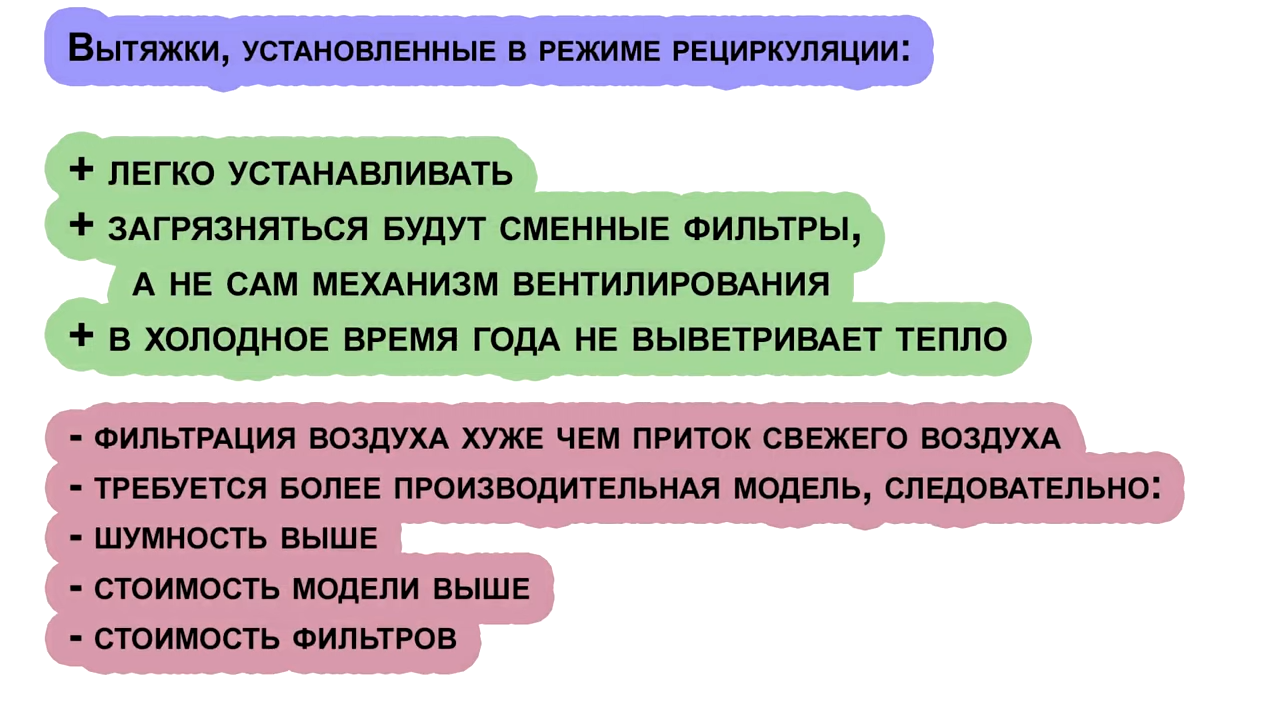 Вытяжки, установленные в режиме рециркуляции:
+ легко устанавливать
+ загрязняться будут сменные фильтры,
а не сам механизм вентилирования
+ в холодное время года не выветривает тепло
- фильтрация воздуха хуже чем приток свежего воздуха
- требуется более производительная модель, следовательно:
- шумность выше
- стоимость модели выше
- стоимость фильтров